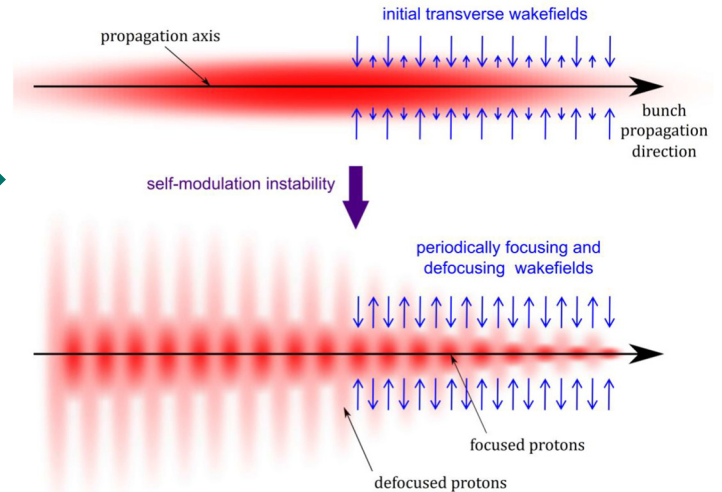 initial transverse wakefields
propagation axis
bunch
propagation
direction
self-modulation instability
periodically focusing and
defocusing wakefields
focused protons
defocused protons